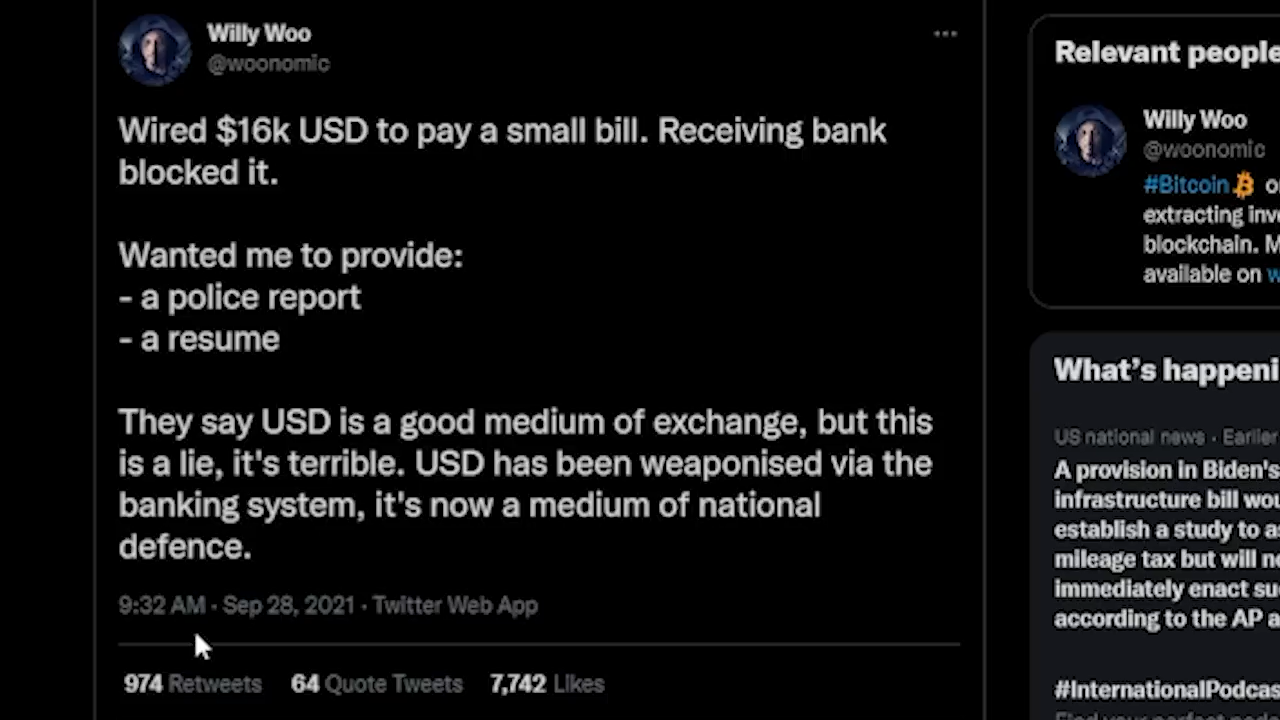 Willy Woo
@woonomic
Wired $16k USD to pay a small bill. Receiving bank
blocked it.
Wanted me to provide:
- a police report
- a resume
They say USD is a good medium of exchange, but this
is a lie, it's terrible. USD has been weaponised via the
banking system, it's now a medium of national
defence.
9:32 AM · Sep 28, 2021 · Twitter Web App
974 Retweets 64 Quote Tweets 7,742 Likes
Relevant people
Willy Woo
@woonomic
#Bitcoin
extracting
blockchain.
available on
What's
US national news ·
A provision in Biden's
infrastructure bill
establish a study to
mileage tax but will
immediately enact
according to the AP